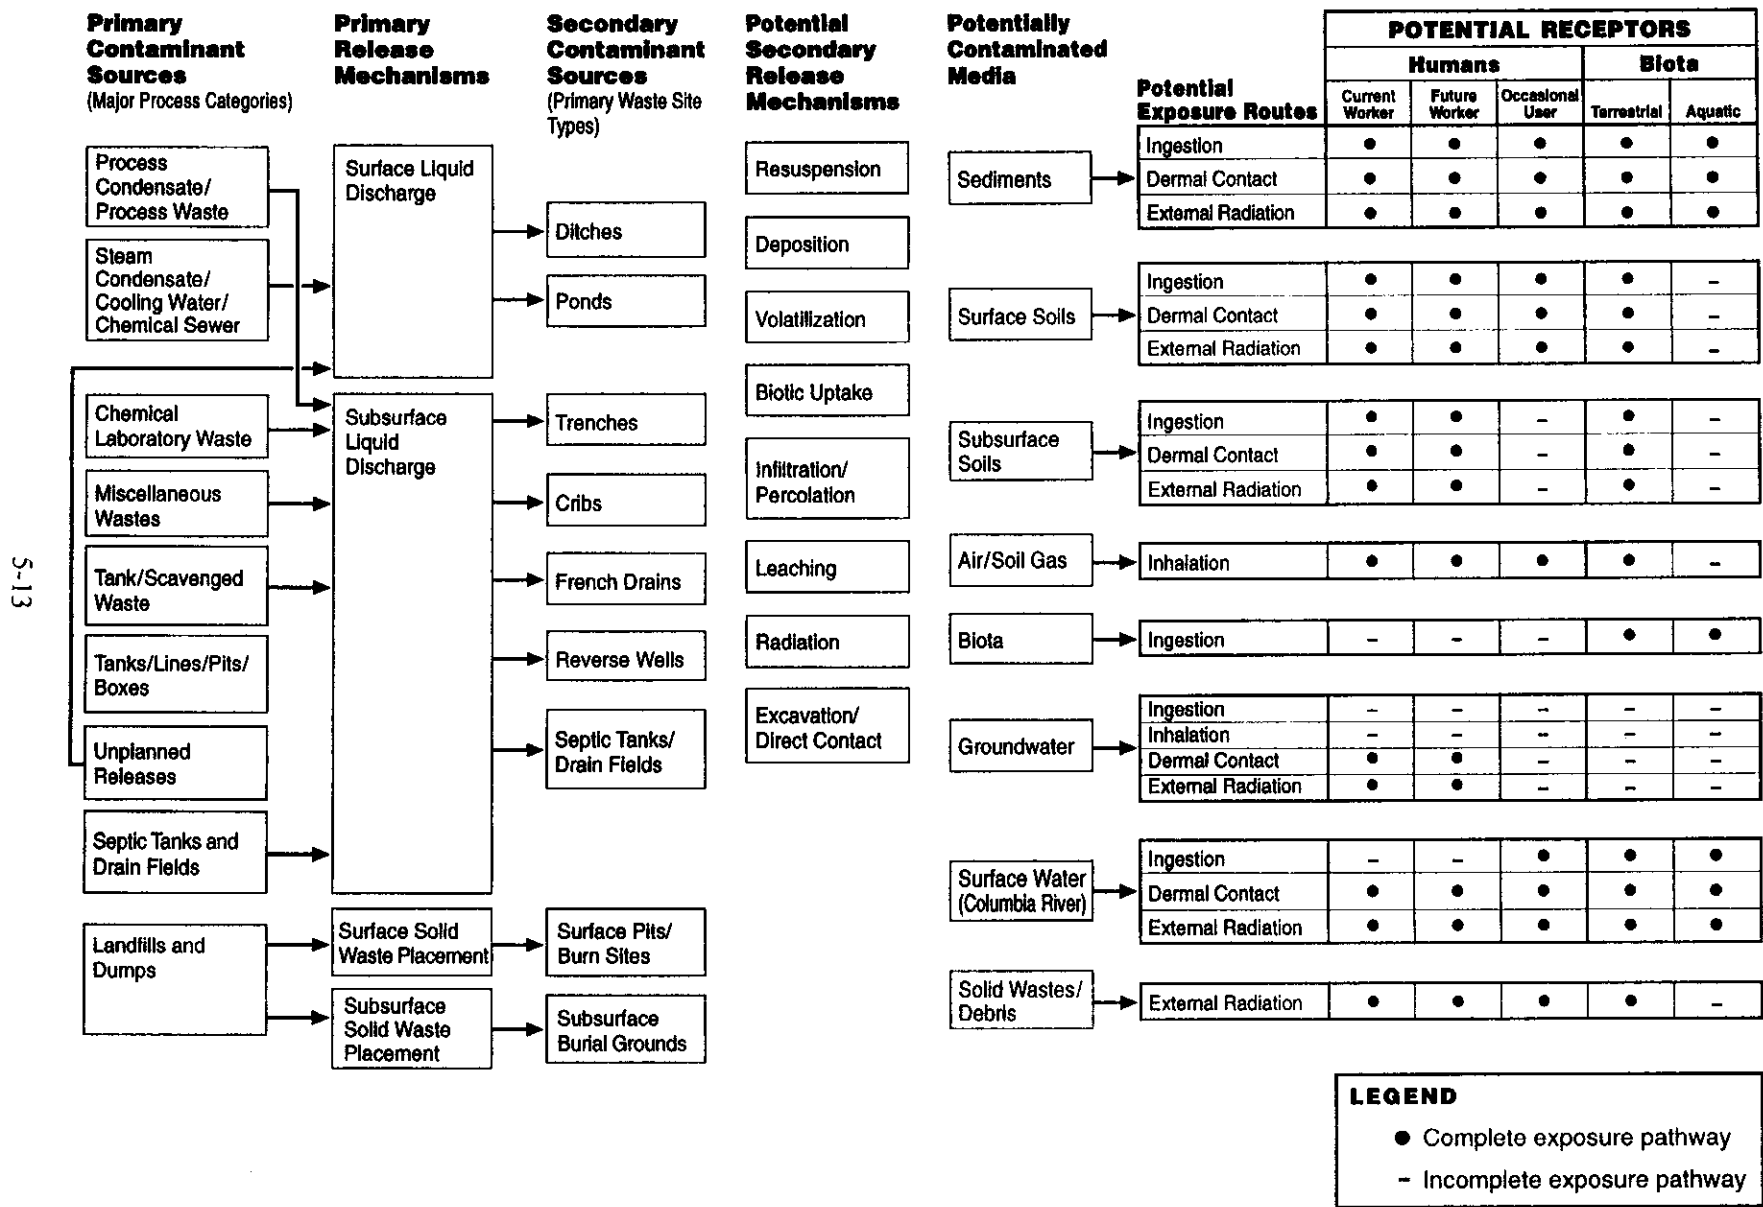 Primary
Contaminant
Sources
(Major Process Categories)
Primary
Release
Mechanisms
Secondary
Contaminant
Sources
(Primary Waste Site
Types)
Potential
Secondary
Release
Mechanisms
Potentially
Contaminated
Media
Potential
Exposure Routes
POTENTIAL RECEPTORS
Humans
Biota
Current
Worker
Future
Worker
Occasional
User
Terrestrial
Aquatic
Process
Condensate/
Process Waste
Steam
Condensate/
Cooling Water/
Chemical Sewer
Chemical
Laboratory Waste
Miscellaneous
Wastes
Tank/Scavenged
Waste
Tanks/Lines/Pits/
Boxes
Unplanned
Releases
Septic Tanks and
Drain Fields
Landfills and
Dumps
Surface Liquid
Discharge
Subsurface
Liquid
Discharge
Surface Solid
Waste Placement
Subsurface
Solid Waste
Placement
Ditches
Ponds
Trenches
Cribs
French Drains
Reverse Wells
Septic Tanks/
Drain Fields
Surface Pits/
Burn Sites
Subsurface
Burial Grounds
Resuspension
Deposition
Volatilization
Biotic Uptake
Infiltration/
Percolation
Leaching
Radiation
Excavation/
Direct Contact
Sediments
Ingestion ● ● ● ● ●
Dermal Contact ● ● ● ● ●
External Radiation ● ● ● ● ●
Surface Soils
Ingestion ● ● ● ● –
Dermal Contact ● ● ● ● –
External Radiation ● ● ● ● –
Subsurface
Soils
Ingestion ● ● – ● –
Dermal Contact ● ● – ● –
External Radiation ● ● – ● –
Air/Soil Gas
Inhalation ● ● ● ● –
Biota
Ingestion – – – ● ●
Groundwater
Ingestion – – – – –
Inhalation – – – – –
Dermal Contact ● ● – – –
External Radiation ● ● – – –
Surface Water
(Columbia River)
Ingestion – – ● ● ●
Dermal Contact ● ● ● ● ●
External Radiation ● ● ● ● ●
Solid Wastes/
Debris
External Radiation ● ● ● ● –
LEGEND
● Complete exposure pathway
– Incomplete exposure pathway
5-13